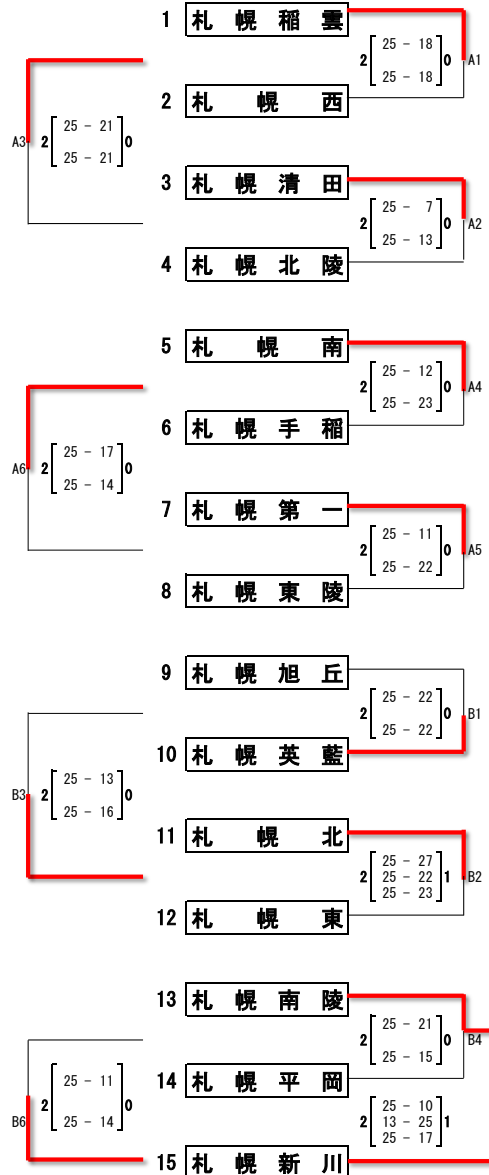 1 札幌稲雲
2 [ 25 - 18 ] 0 A1
25 - 18
2 札幌西
A3 2 [ 25 - 21 ] 0
25 - 21
3 札幌清田
2 [ 25 - 7 ] 0 A2
25 - 13
4 札幌北陵
5 札幌南
2 [ 25 - 12 ] 0 A4
25 - 23
6 札幌手稲
A6 2 [ 25 - 17 ] 0
25 - 14
7 札幌第一
2 [ 25 - 11 ] 0 A5
25 - 22
8 札幌東陵
9 札幌旭丘
2 [ 25 - 22 ] 0 B1
25 - 22
10 札幌英藍
B3 2 [ 25 - 13 ] 0
25 - 16
11 札幌北
25 - 27
2 [ 25 - 22 ] 1 B2
25 - 23
12 札幌東
13 札幌南陵
2 [ 25 - 21 ] 0 B4
25 - 15
14 札幌平岡
B6 2 [ 25 - 11 ] 0
25 - 14
25 - 10
2 [ 13 - 25 ] 1
25 - 17
15 札幌新川